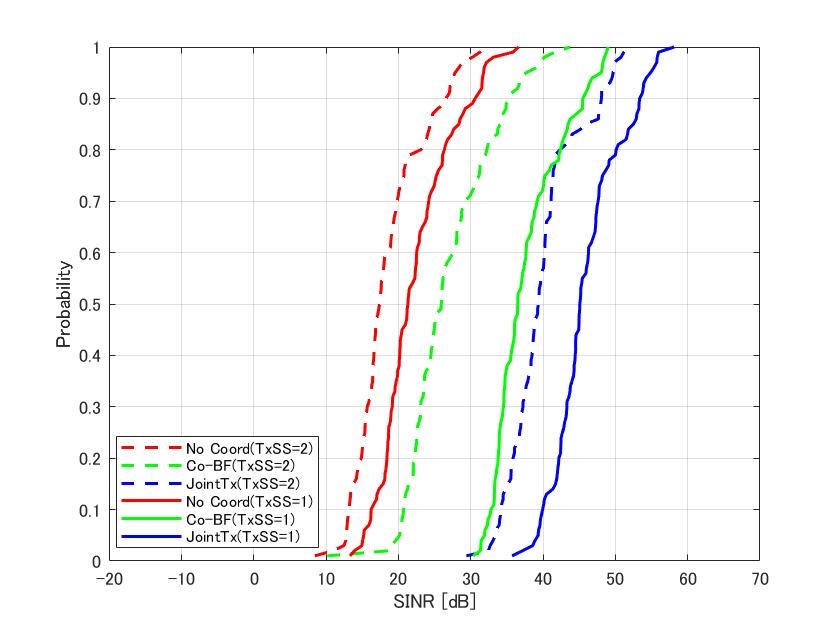 1
0.9
0.8
0.7
0.6
0.5
0.4
0.3
0.2
0.1
0
Probability
No Coord(TxSS=2)
Co-BF(TxSS=2)
JointTx(TxSS=2)
No Coord(TxSS=1)
Co-BF(TxSS=1)
JointTx(TxSS=1)
-20 -10 0 10 20 30 40 50 60 70
SINR [dB]